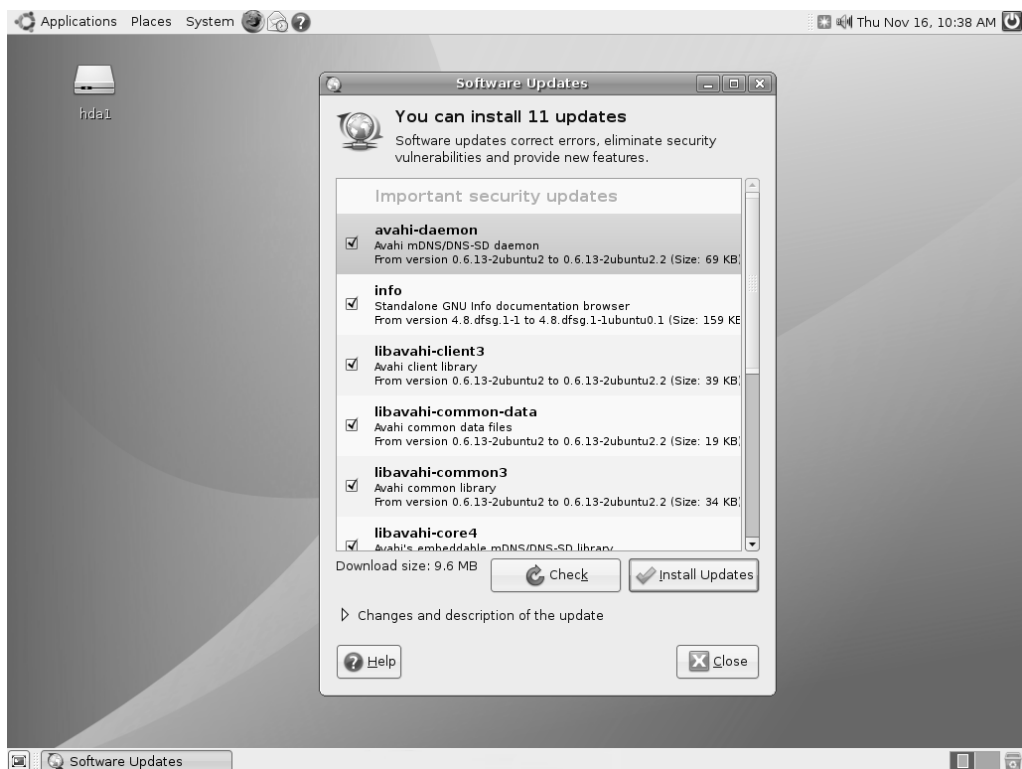 Applications Places System
Thu Nov 16, 10:38 AM
hda1
Software Updates
You can install 11 updates
Software updates correct errors, eliminate security
vulnerabilities and provide new features.
Important security updates
avahi-daemon
Avahi mDNS/DNS-SD daemon
From version 0.6.13-2ubuntu2 to 0.6.13-2ubuntu2.2 (Size: 69 KB)
info
Standalone GNU Info documentation browser
From version 4.8.dfsg.1-1 to 4.8.dfsg.1-1ubuntu0.1 (Size: 159 KB
libavahi-client3
Avahi client library
From version 0.6.13-2ubuntu2 to 0.6.13-2ubuntu2.2 (Size: 39 KB)
libavahi-common-data
Avahi common data files
From version 0.6.13-2ubuntu2 to 0.6.13-2ubuntu2.2 (Size: 19 KB)
libavahi-common3
Avahi common library
From version 0.6.13-2ubuntu2 to 0.6.13-2ubuntu2.2 (Size: 34 KB)
libavahi-core4
Avahi's embeddable mDNS/DNS-SD library
Download size: 9.6 MB
Check
Install Updates
Changes and description of the update
Help
Close
Software Updates